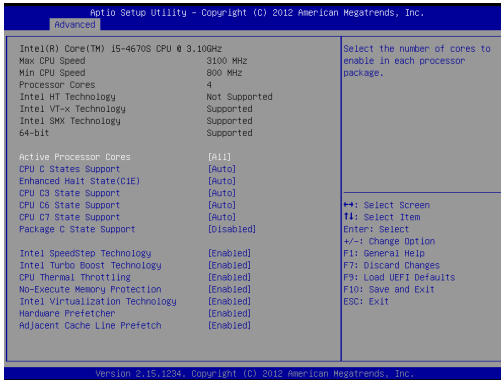 Aptio Setup Utility – Copyright (C) 2012 American Megatrends, Inc.
Advanced
Intel(R) Core(TM) i5-4670S CPU @ 3.10GHz
Max CPU Speed 3100 MHz
Min CPU Speed 800 MHz
Processor Cores 4
Intel HT Technology Not Supported
Intel VT-x Technology Supported
Intel SMX Technology Supported
64-bit Supported
Active Processor Cores [All]
CPU C States Support [Auto]
Enhanced Halt State(C1E) [Auto]
CPU C3 State Support [Auto]
CPU C6 State Support [Auto]
CPU C7 State Support [Auto]
Package C State Support [Disabled]
Intel SpeedStep Technology [Enabled]
Intel Turbo Boost Technology [Enabled]
CPU Thermal Throttling [Enabled]
No-Execute Memory Protection [Enabled]
Intel Virtualization Technology [Enabled]
Hardware Prefetcher [Enabled]
Adjacent Cache Line Prefetch [Enabled]
Select the number of cores to
enable in each processor
package.
↔: Select Screen
↑↓: Select Item
Enter: Select
+/-: Change Option
F1: General Help
F7: Discard Changes
F9: Load UEFI Defaults
F10: Save and Exit
ESC: Exit
Version 2.15.1234. Copyright (C) 2012 American Megatrends, Inc.